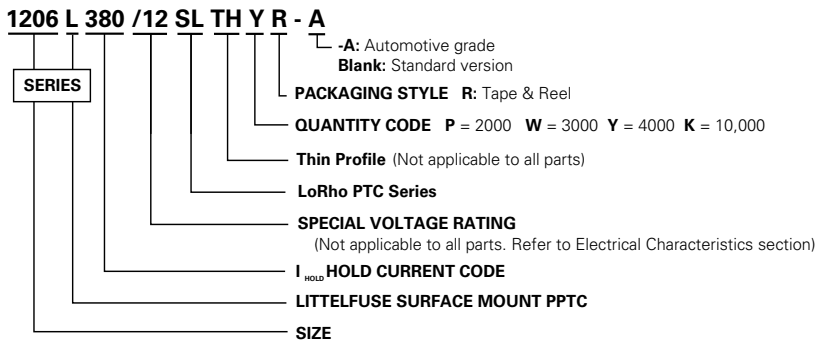 1206 L 380 /12 SL TH Y R - A
-A: Automotive grade
Blank: Standard version
SERIES
PACKAGING STYLE R: Tape & Reel
QUANTITY CODE P = 2000 W = 3000 Y = 4000 K = 10,000
Thin Profile (Not applicable to all parts)
LoRho PTC Series
SPECIAL VOLTAGE RATING
(Not applicable to all parts. Refer to Electrical Characteristics section)
I HOLD HOLD CURRENT CODE
LITTELFUSE SURFACE MOUNT PPTC
SIZE